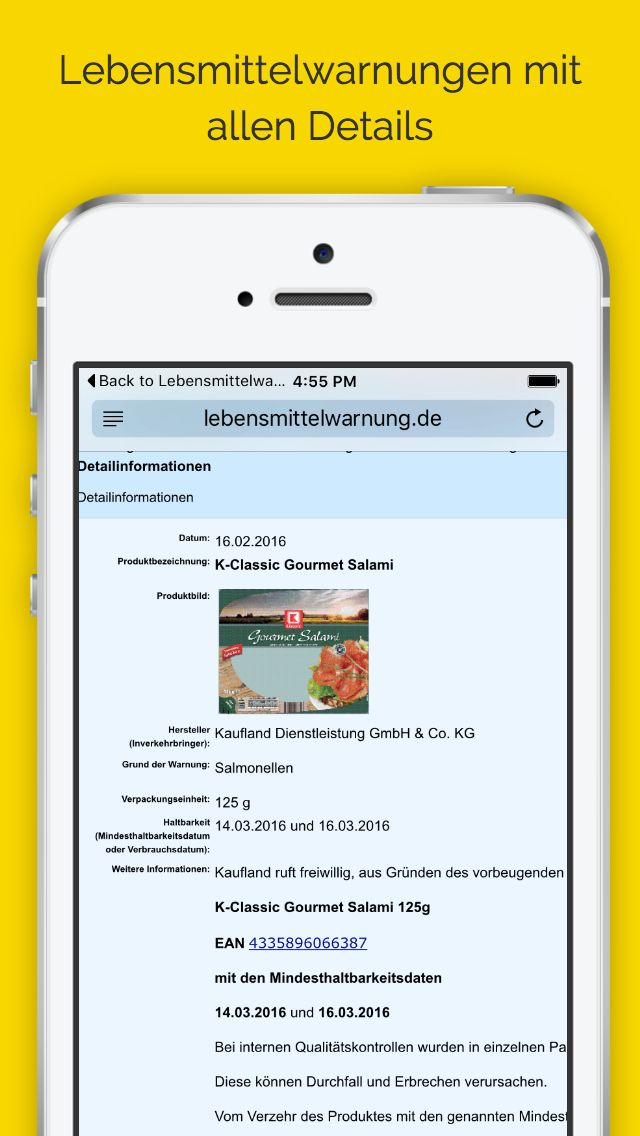 Lebensmittelwarnungen mit
allen Details
Back to Lebensmittelwa... 4:55 PM
lebensmittelwarnung.de
Detailinformationen
Detailinformationen
Datum: 16.02.2016
Produktbezeichnung: K-Classic Gourmet Salami
Produktbild:
Gourmet Salami
Hersteller
(Inverkehrbringer): Kaufland Dienstleistung GmbH & Co. KG
Grund der Warnung: Salmonellen
Verpackungseinheit: 125 g
Haltbarkeit
(Mindesthaltbarkeitsdatum
oder Verbrauchsdatum): 14.03.2016 und 16.03.2016
Weitere Informationen: Kaufland ruft freiwillig, aus Gründen des vorbeugenden
K-Classic Gourmet Salami 125g
EAN 4335896066387
mit den Mindesthaltbarkeitsdaten
14.03.2016 und 16.03.2016
Bei internen Qualitätskontrollen wurden in einzelnen Pa
Diese können Durchfall und Erbrechen verursachen.
Vom Verzehr des Produktes mit den genannten Mindest